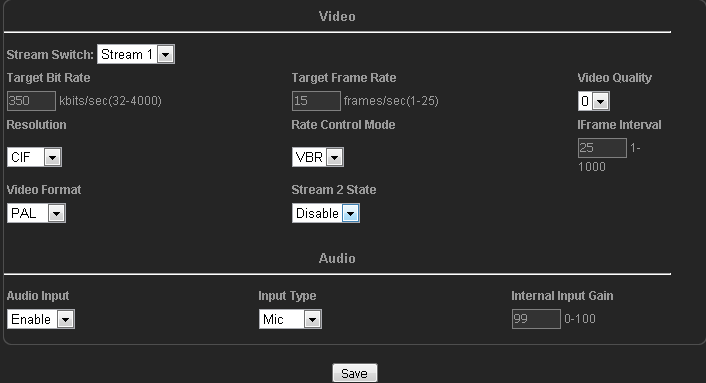 Video
Stream Switch: Stream 1
Target Bit Rate Target Frame Rate Video Quality
350 kbits/sec(32-4000) 15 frames/sec(1-25) 0
Resolution Rate Control Mode IFrame Interval
CIF VBR 25 1-
1000
Video Format Stream 2 State
PAL Disable
Audio
Audio Input Input Type Internal Input Gain
Enable Mic 99 0-100
Save